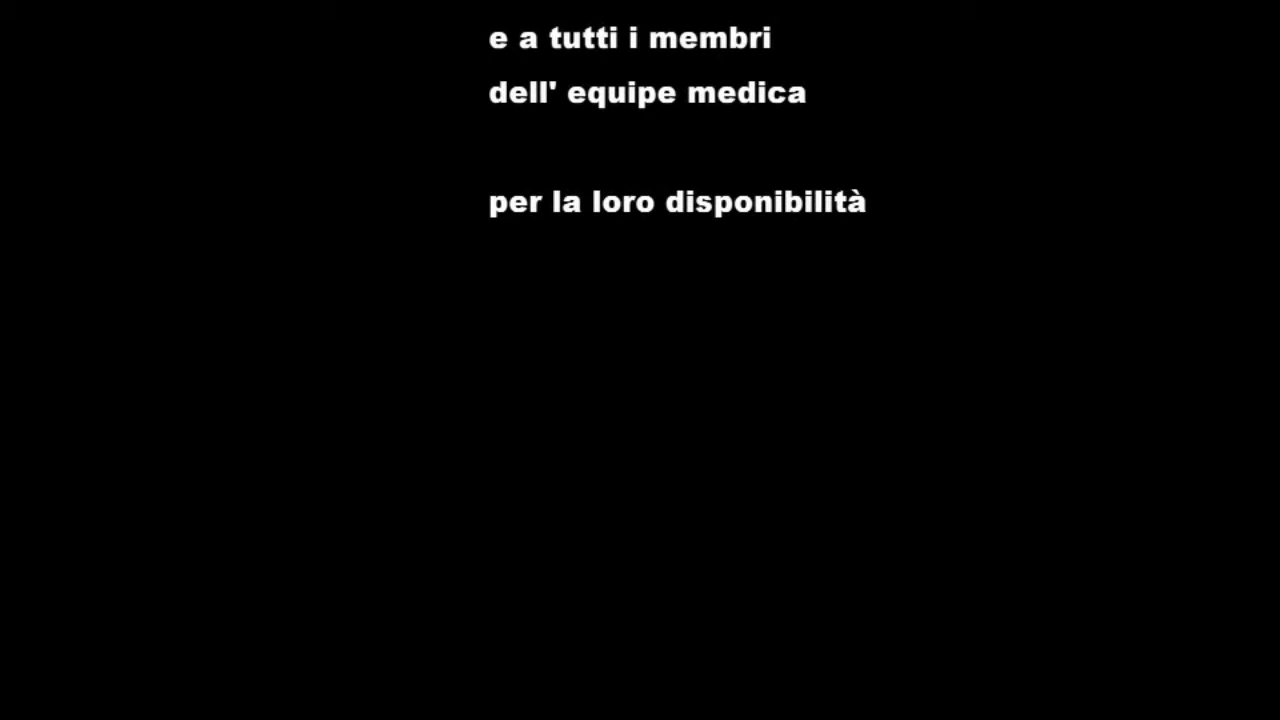 e a tutti i membri
dell' equipe medica
per la loro disponibilità